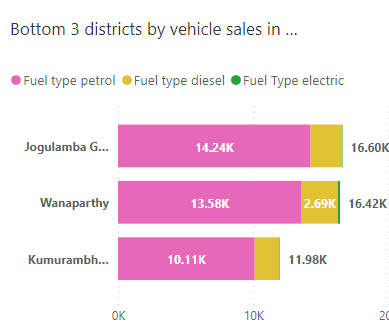 Bottom 3 districts by vehicle sales in ...
Fuel type petrol Fuel type diesel Fuel Type electric
Jogulamba G... 14.24K 16.60K
Wanaparthy 13.58K 2.69K 16.42K
Kumurambh... 10.11K 11.98K
0K 10K 20